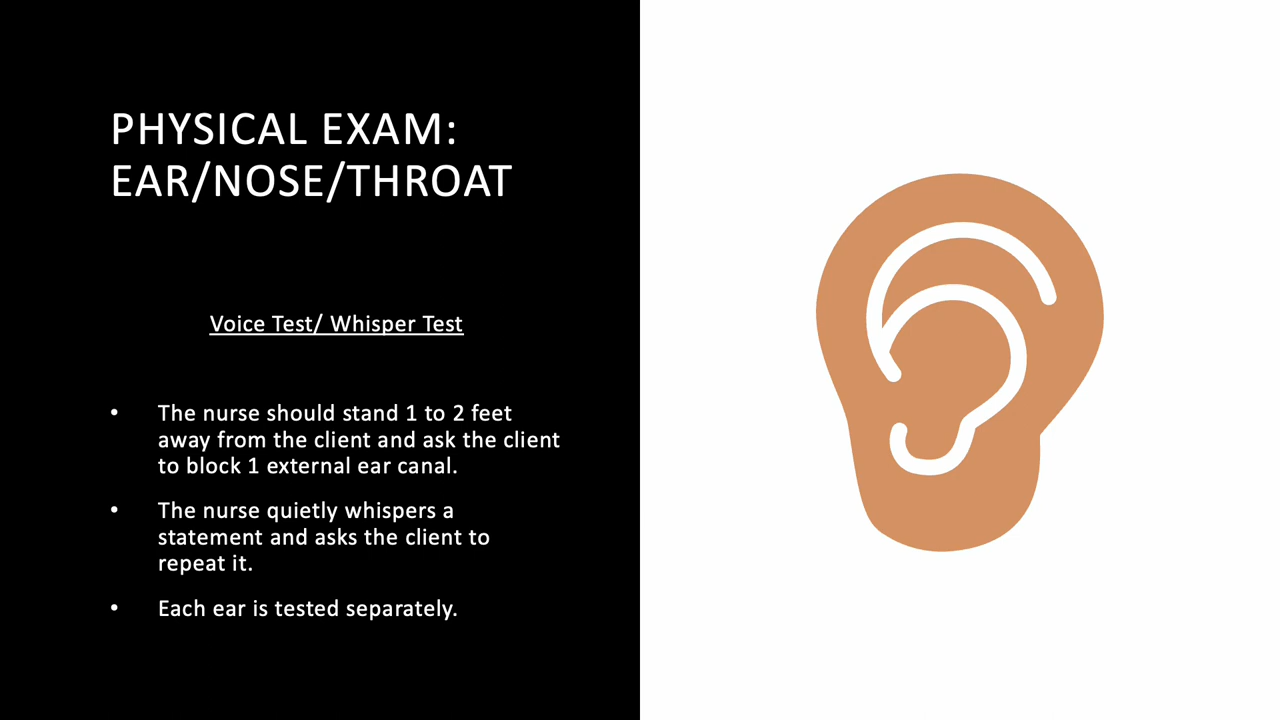 PHYSICAL EXAM:
EAR/NOSE/THROAT
Voice Test/ Whisper Test
• The nurse should stand 1 to 2 feet
away from the client and ask the client
to block 1 external ear canal.
• The nurse quietly whispers a
statement and asks the client to
repeat it.
• Each ear is tested separately.